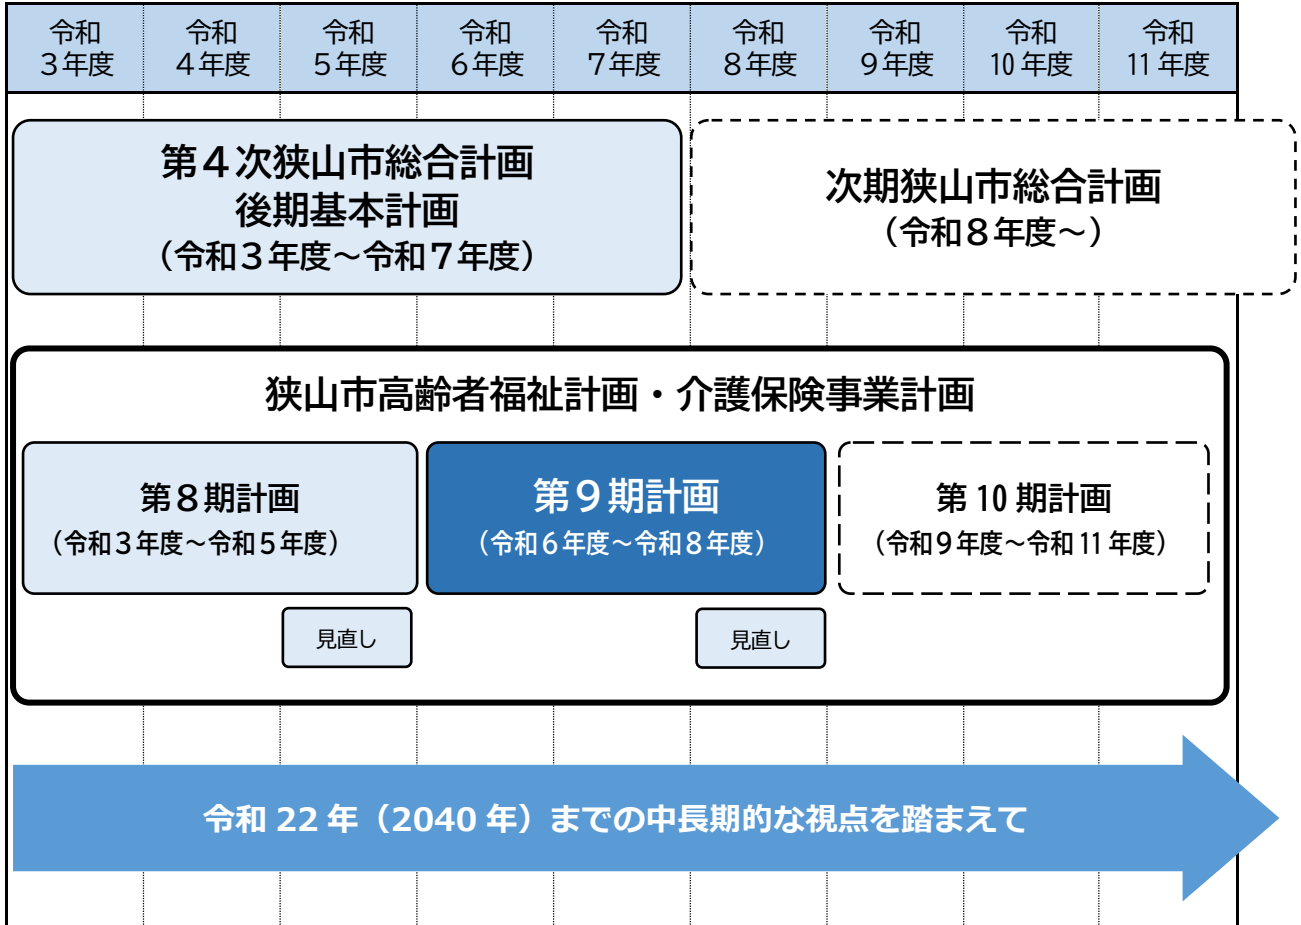 令和
3年度
令和
4年度
令和
5年度
令和
6年度
令和
7年度
令和
8年度
令和
9年度
令和
10年度
令和
11年度
第4次狭山市総合計画
後期基本計画
（令和3年度～令和7年度）
次期狭山市総合計画
（令和8年度～）
狭山市高齢者福祉計画・介護保険事業計画
第8期計画
（令和3年度～令和5年度）
第9期計画
（令和6年度～令和8年度）
第10期計画
（令和9年度～令和11年度）
見直し
見直し
令和22年（2040年）までの中長期的な視点を踏まえて